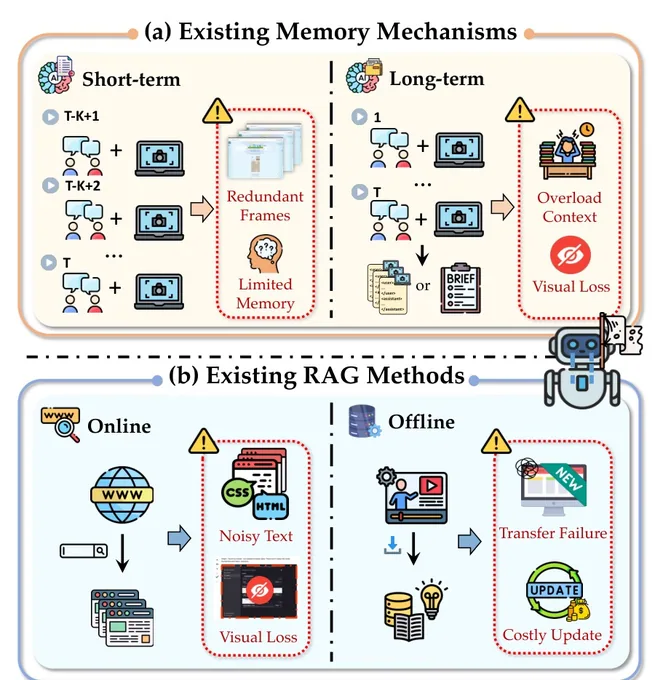 (a) Existing Memory Mechanisms
AI
Short-term
T-K+1
+
T-K+2
+
...
T
+
Redundant
Frames
Limited
Memory
AI
Long-term
1
+
...
T
+
or
BRIEF
Overload
Context
Visual Loss
(b) Existing RAG Methods
WWW
Online
WWW
CSS
HTML
Noisy Text
Visual Loss
Offline
NEW
Transfer Failure
UPDATE
$
Costly Update